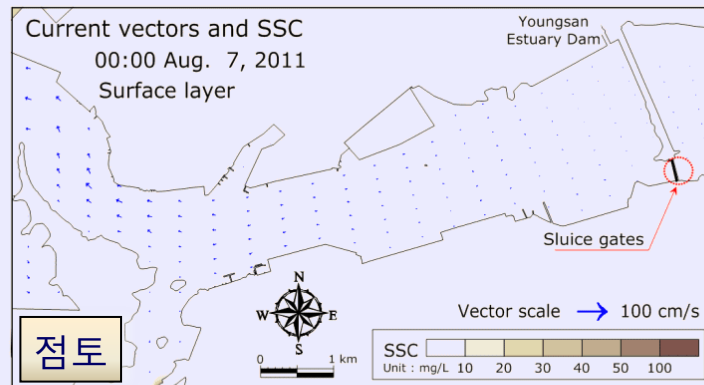 Current vectors and SSC
00:00 Aug. 7, 2011
Surface layer
Youngsan
Estuary Dam
Sluice gates
N
W E
S
0 1 km
Vector scale 100 cm/s
SSC
Unit : mg/L 10 20 30 40 50 100
점토